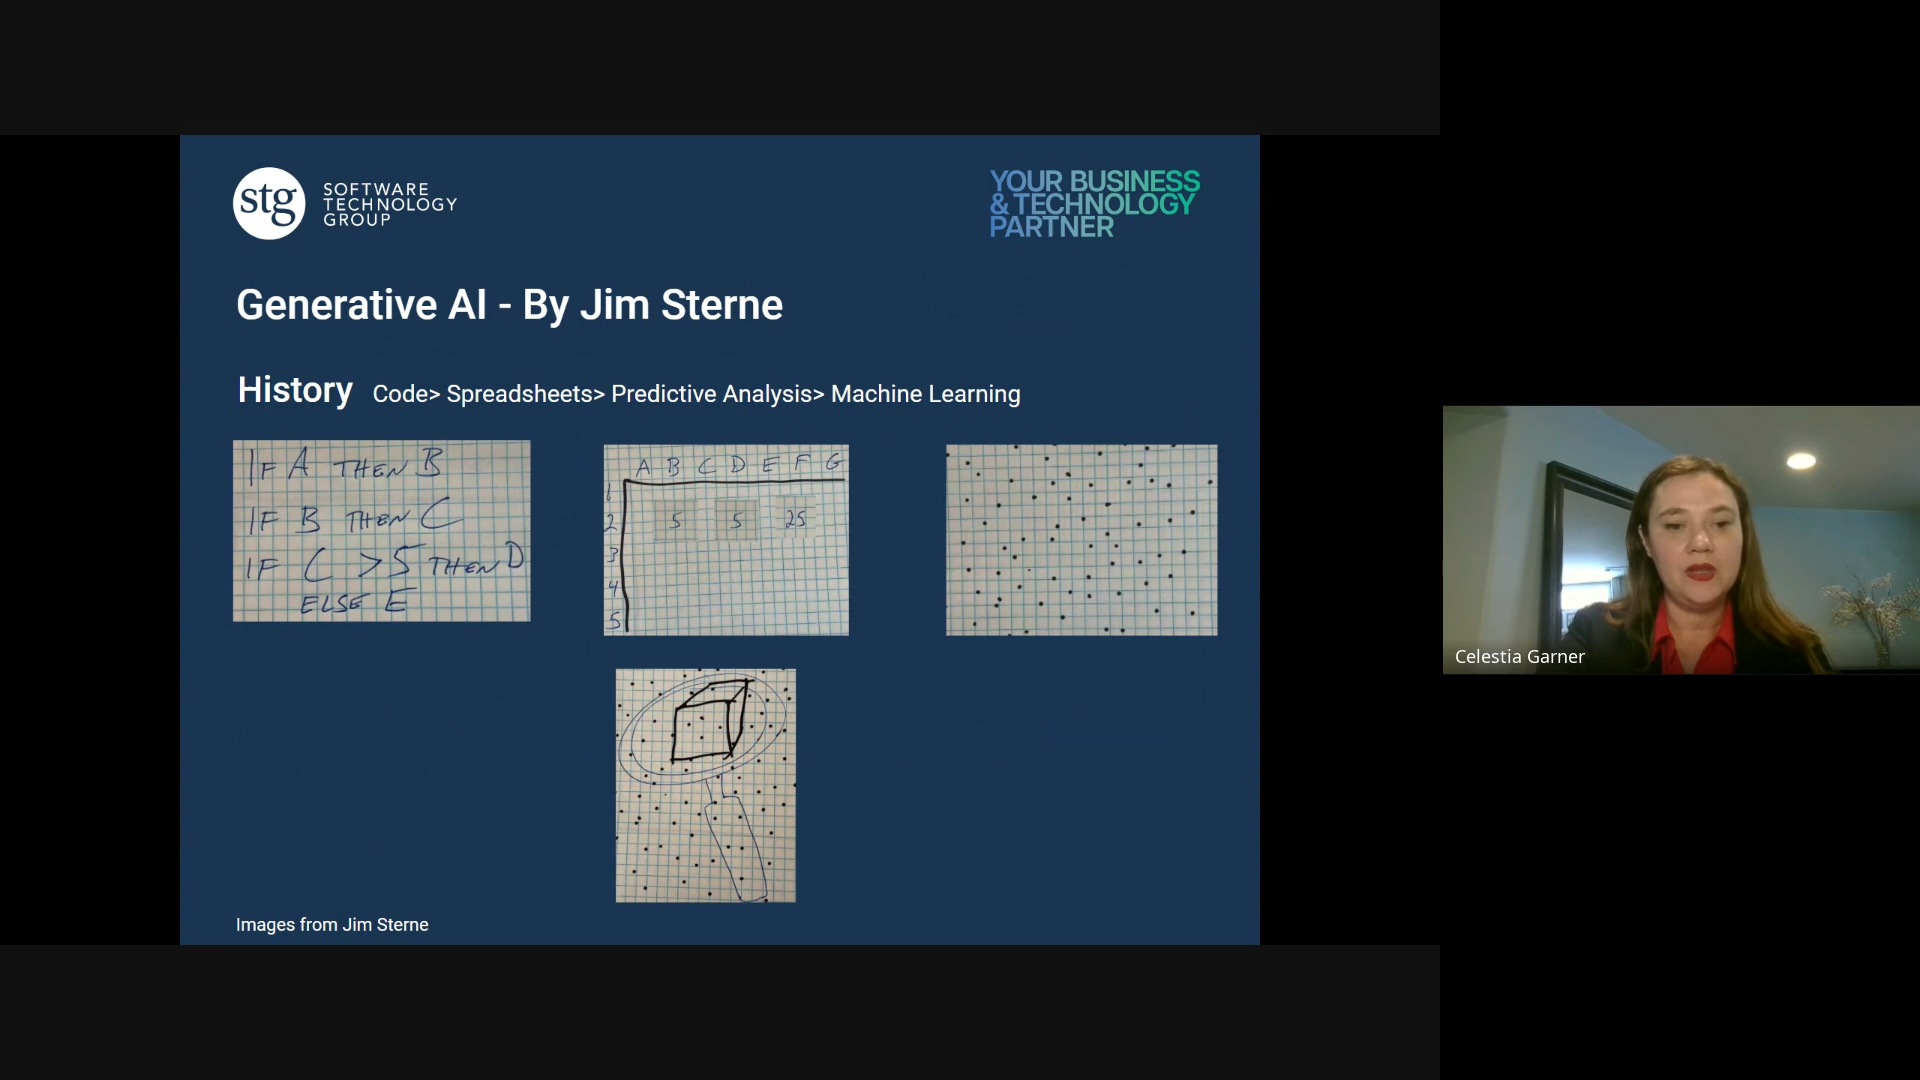 stg
SOFTWARE
TECHNOLOGY
GROUP
YOUR BUSINESS
& TECHNOLOGY
PARTNER
Generative AI - By Jim Sterne
History Code> Spreadsheets> Predictive Analysis> Machine Learning
IF A THEN B
IF B THEN C
IF C > 5 THEN D
ELSE E
A B C D E F G
1
2 5 5 25
3
4
5
Images from Jim Sterne
Celestia Garner